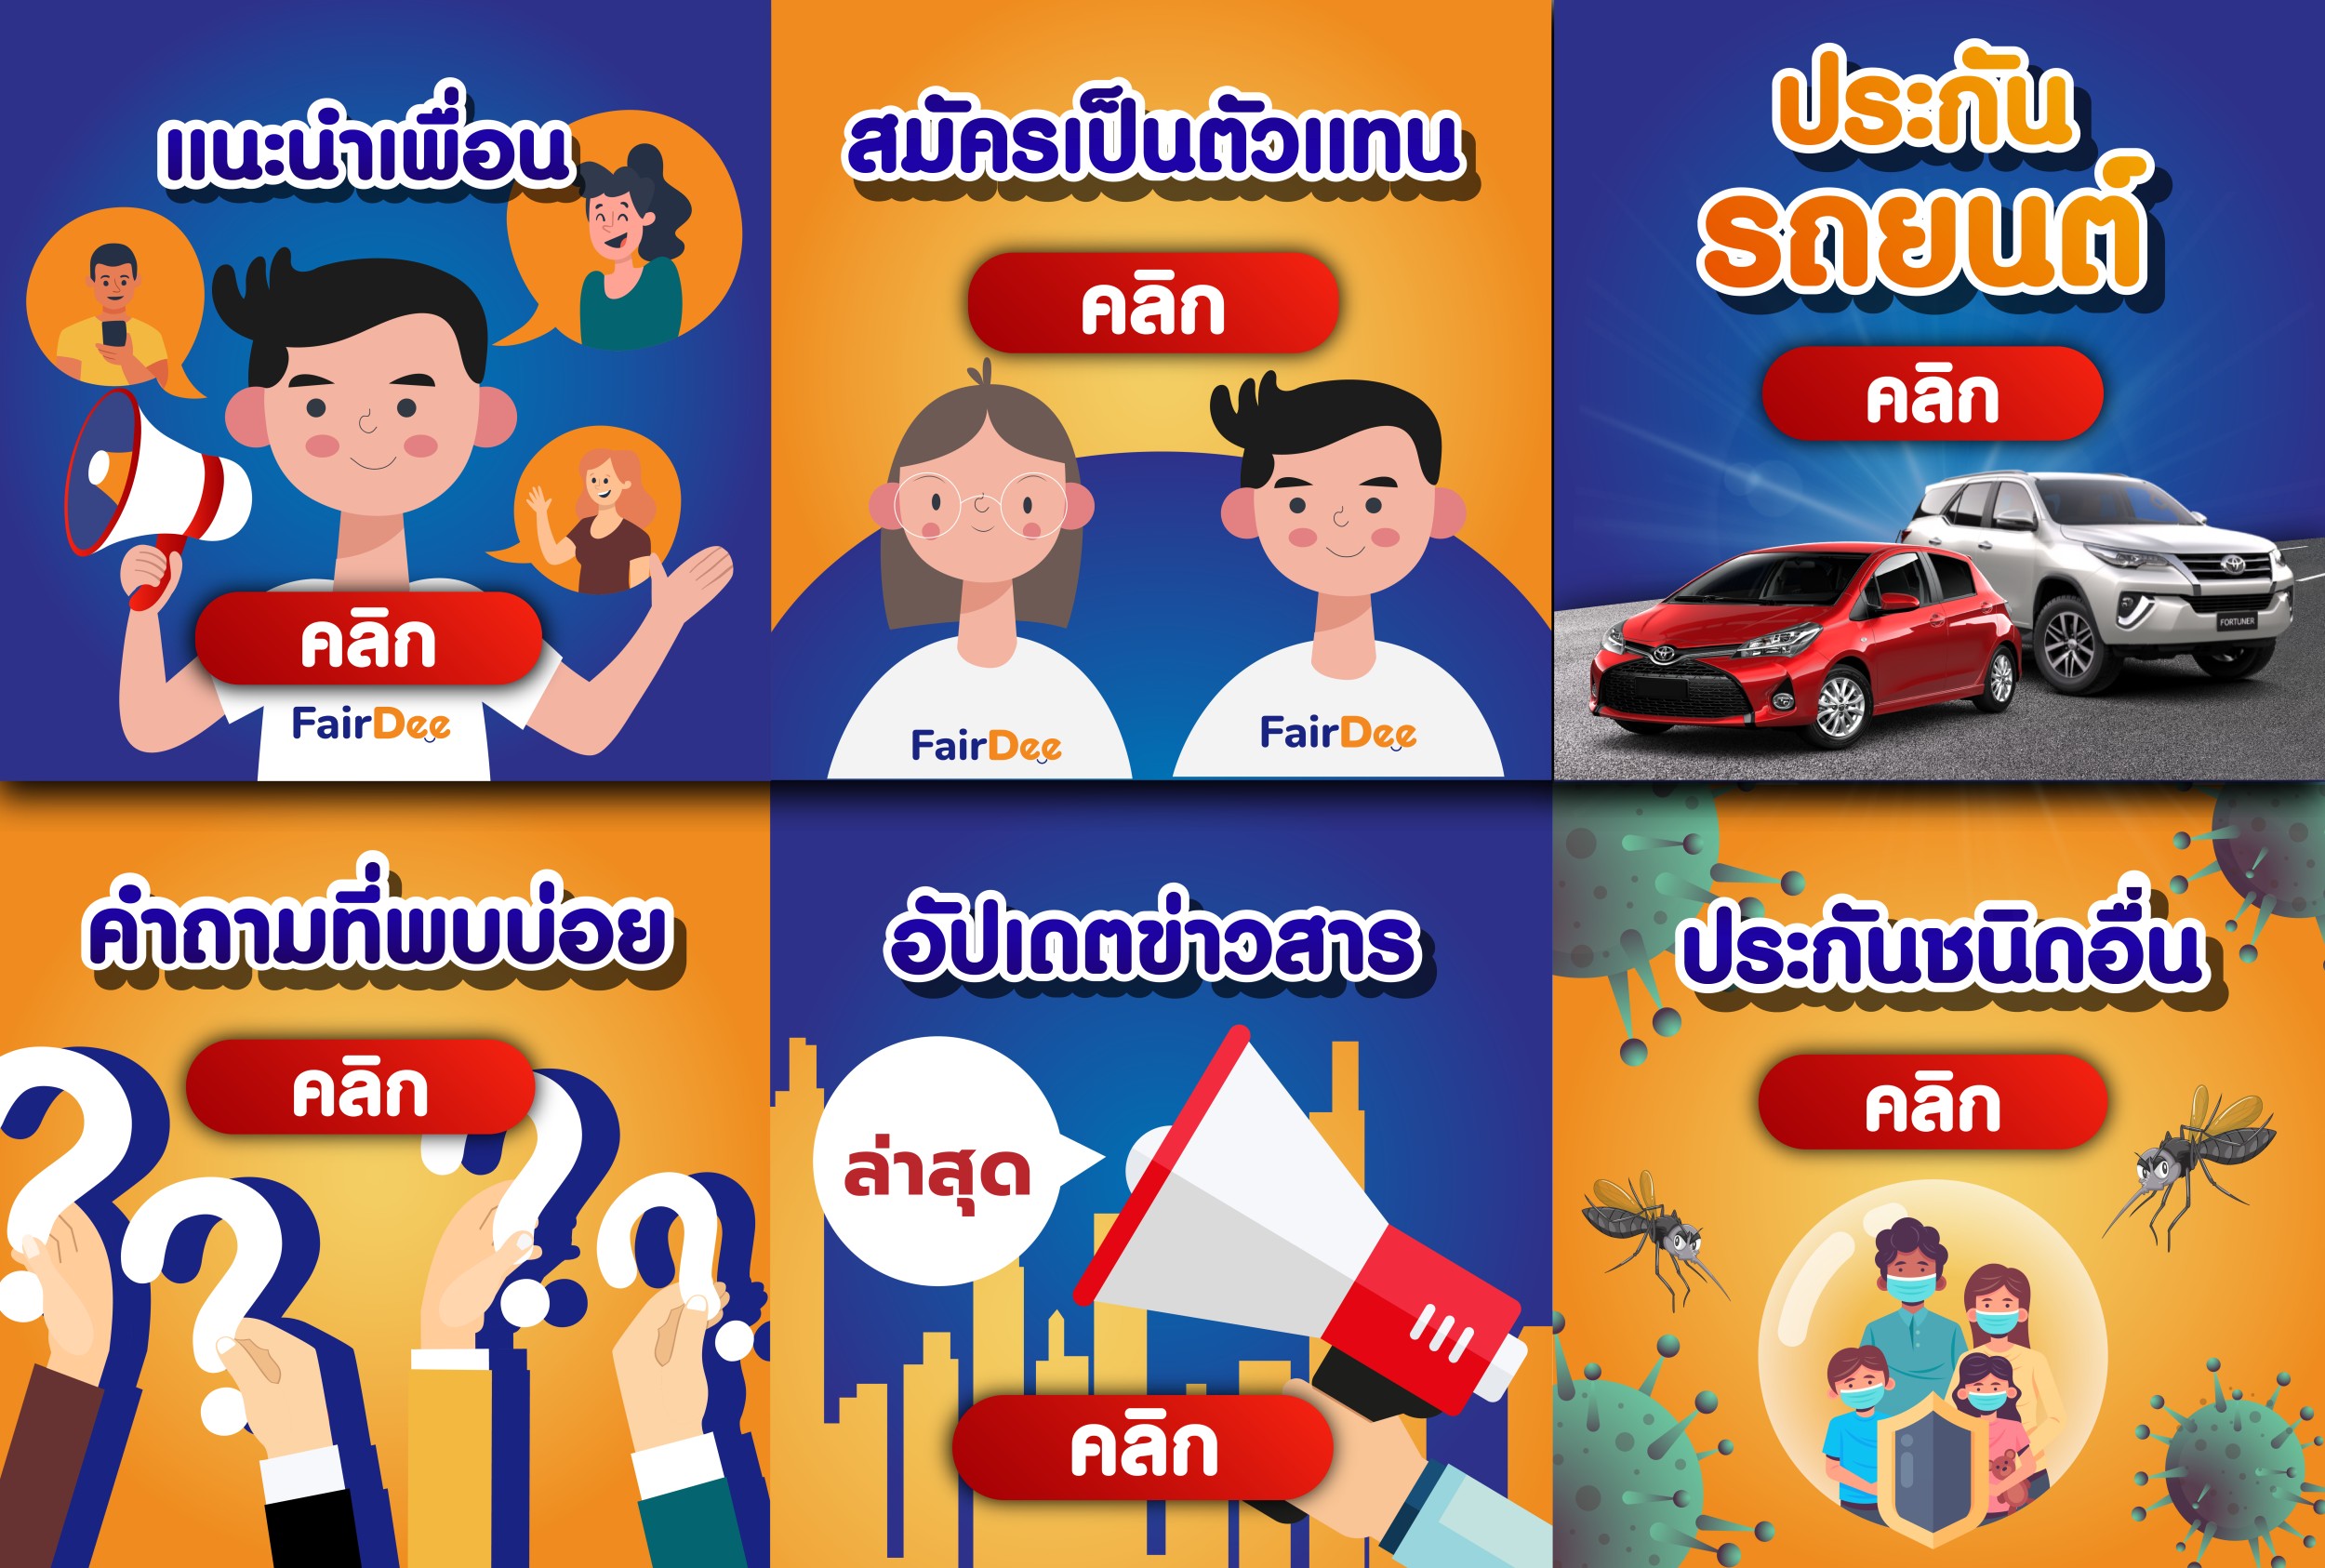 แนะนำเพื่อน
คลิก
FairDee
สมัครเป็นตัวแทน
คลิก
FairDee
FairDee
ประกัน
รถยนต์
คลิก
FORTUNER
คำถามที่พบบ่อย
คลิก
อัปเดตข่าวสาร
ล่าสุด
คลิก
ประกันชนิดอื่น
คลิก